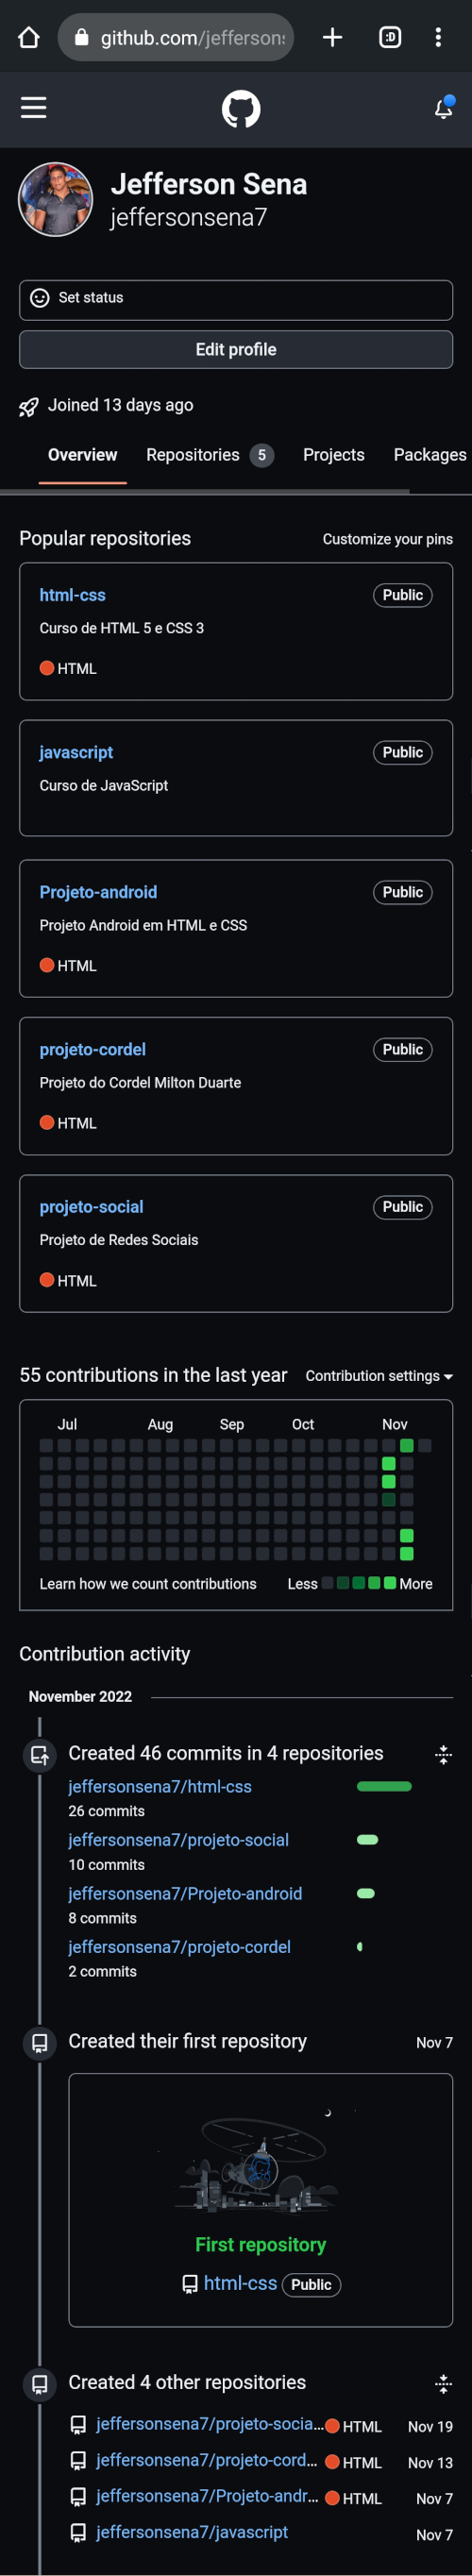 github.com/jefferson
:D
Jefferson Sena
jeffersonsena7
Set status
Edit profile
Joined 13 days ago
Overview Repositories 5 Projects Packages
Popular repositories Customize your pins
html-css Public
Curso de HTML 5 e CSS 3
HTML
javascript Public
Curso de JavaScript
Projeto-android Public
Projeto Android em HTML e CSS
HTML
projeto-cordel Public
Projeto do Cordel Milton Duarte
HTML
projeto-social Public
Projeto de Redes Sociais
HTML
55 contributions in the last year Contribution settings
Jul Aug Sep Oct Nov
Learn how we count contributions Less More
Contribution activity
November 2022
Created 46 commits in 4 repositories
jeffersonsena7/html-css
26 commits
jeffersonsena7/projeto-social
10 commits
jeffersonsena7/Projeto-android
8 commits
jeffersonsena7/projeto-cordel
2 commits
Created their first repository Nov 7
First repository
html-css Public
Created 4 other repositories
jeffersonsena7/projeto-socia... HTML Nov 19
jeffersonsena7/projeto-cord... HTML Nov 13
jeffersonsena7/Projeto-andr... HTML Nov 7
jeffersonsena7/javascript Nov 7